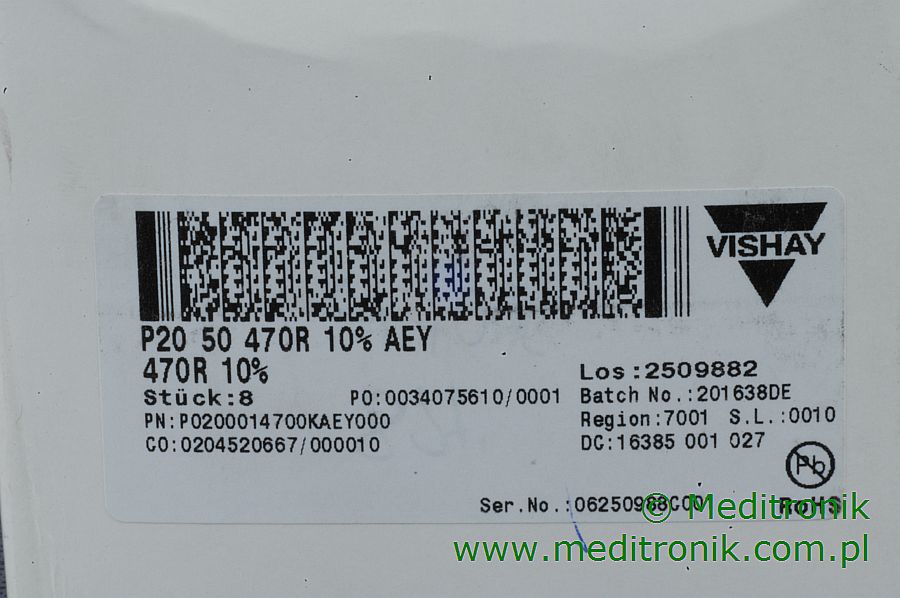 VISHAY
P20 50 470R 10% AEY
470R 10%
Los:2509882
Stück:8 PO:0034075610/0001 Batch No.:201638DE
PN:P0200014700KAEY000 Region:7001 S.L.:0010
CO:0204520667/000010 DC:16385 001 027
Pb
Ser.No.: RoHS
© Meditronik
www.meditronik.com.pl